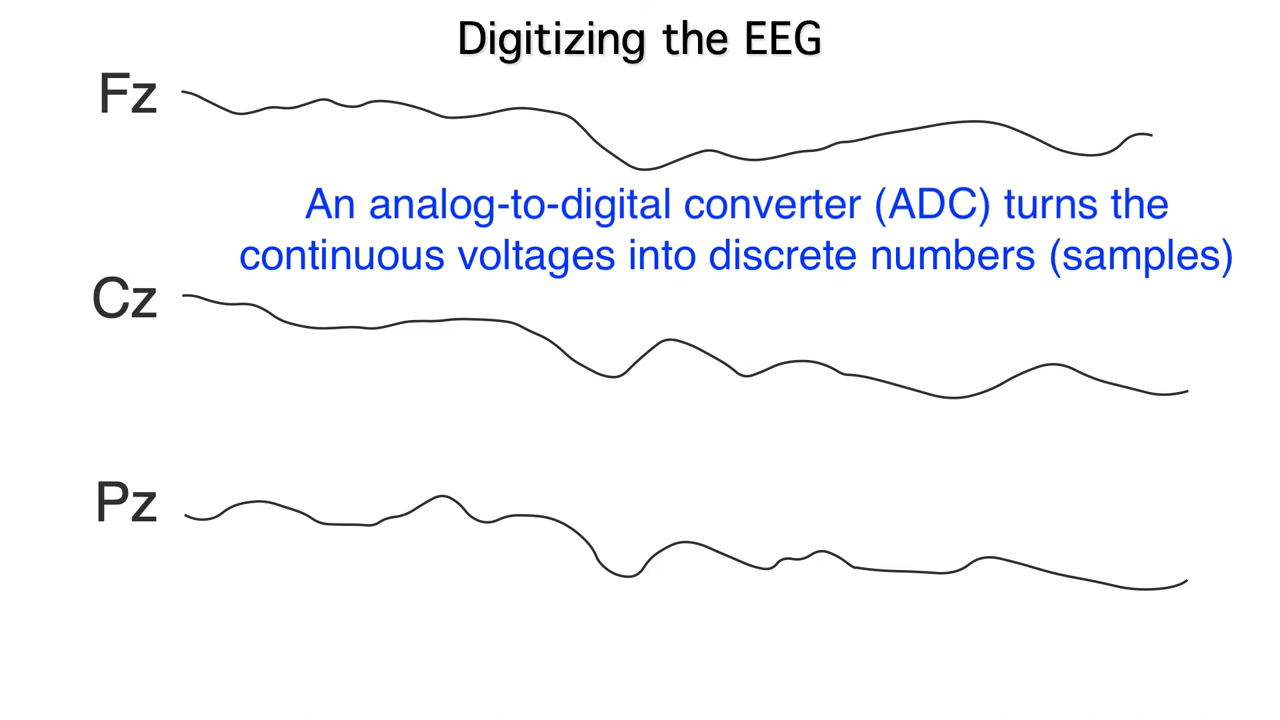 Digitizing the EEG
Fz
An analog-to-digital converter (ADC) turns the
continuous voltages into discrete numbers (samples)
Cz
Pz